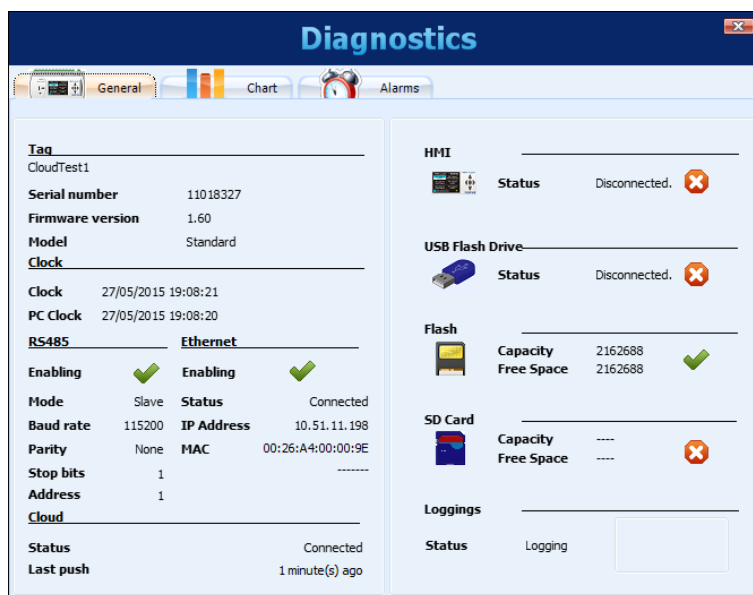 Diagnostics
General Chart Alarms
Tag
CloudTest1
Serial number 11018327
Firmware version 1.60
Model Standard
Clock
Clock 27/05/2015 19:08:21
PC Clock 27/05/2015 19:08:20
RS485 Ethernet
Enabling Enabling
Mode Slave Status Connected
Baud rate 115200 IP Address 10.51.11.198
Parity None MAC 00:26:A4:00:00:9E
Stop bits 1 -------
Address 1
Cloud
Status Connected
Last push 1 minute(s) ago
HMI
Status Disconnected.
USB Flash Drive
Status Disconnected.
Flash
Capacity 2162688
Free Space 2162688
SD Card
Capacity ----
Free Space ----
Loggings
Status Logging